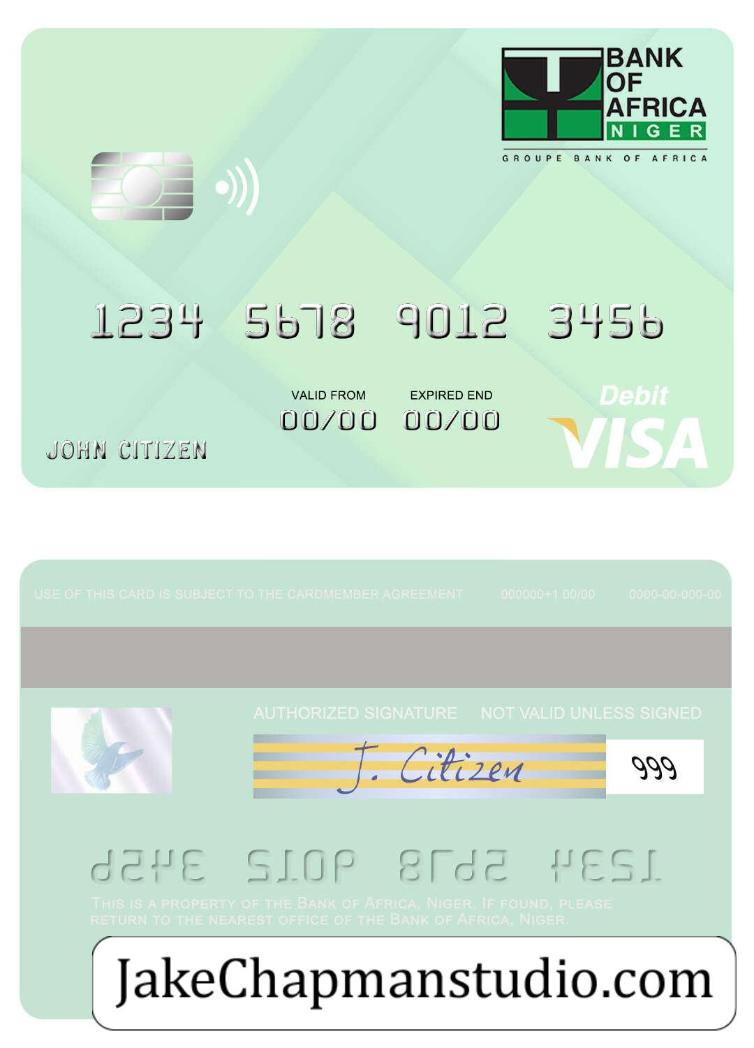 BANK
OF
AFRICA
NIGER
GROUPE BANK OF AFRICA
1234 5678 9012 3456
VALID FROM EXPIRED END
00/00 00/00
Debit
VISA
JOHN CITIZEN
USE OF THIS CARD IS SUBJECT TO THE CARDMEMBER AGREEMENT 000000+1 00/00 0000-00-000-00
AUTHORIZED SIGNATURE NOT VALID UNLESS SIGNED
J. Citizen 999
THIS IS A PROPERTY OF THE BANK OF AFRICA, NIGER. IF FOUND, PLEASE
RETURN TO THE NEAREST OFFICE OF THE BANK OF AFRICA, NIGER.
JakeChapmanstudio.com